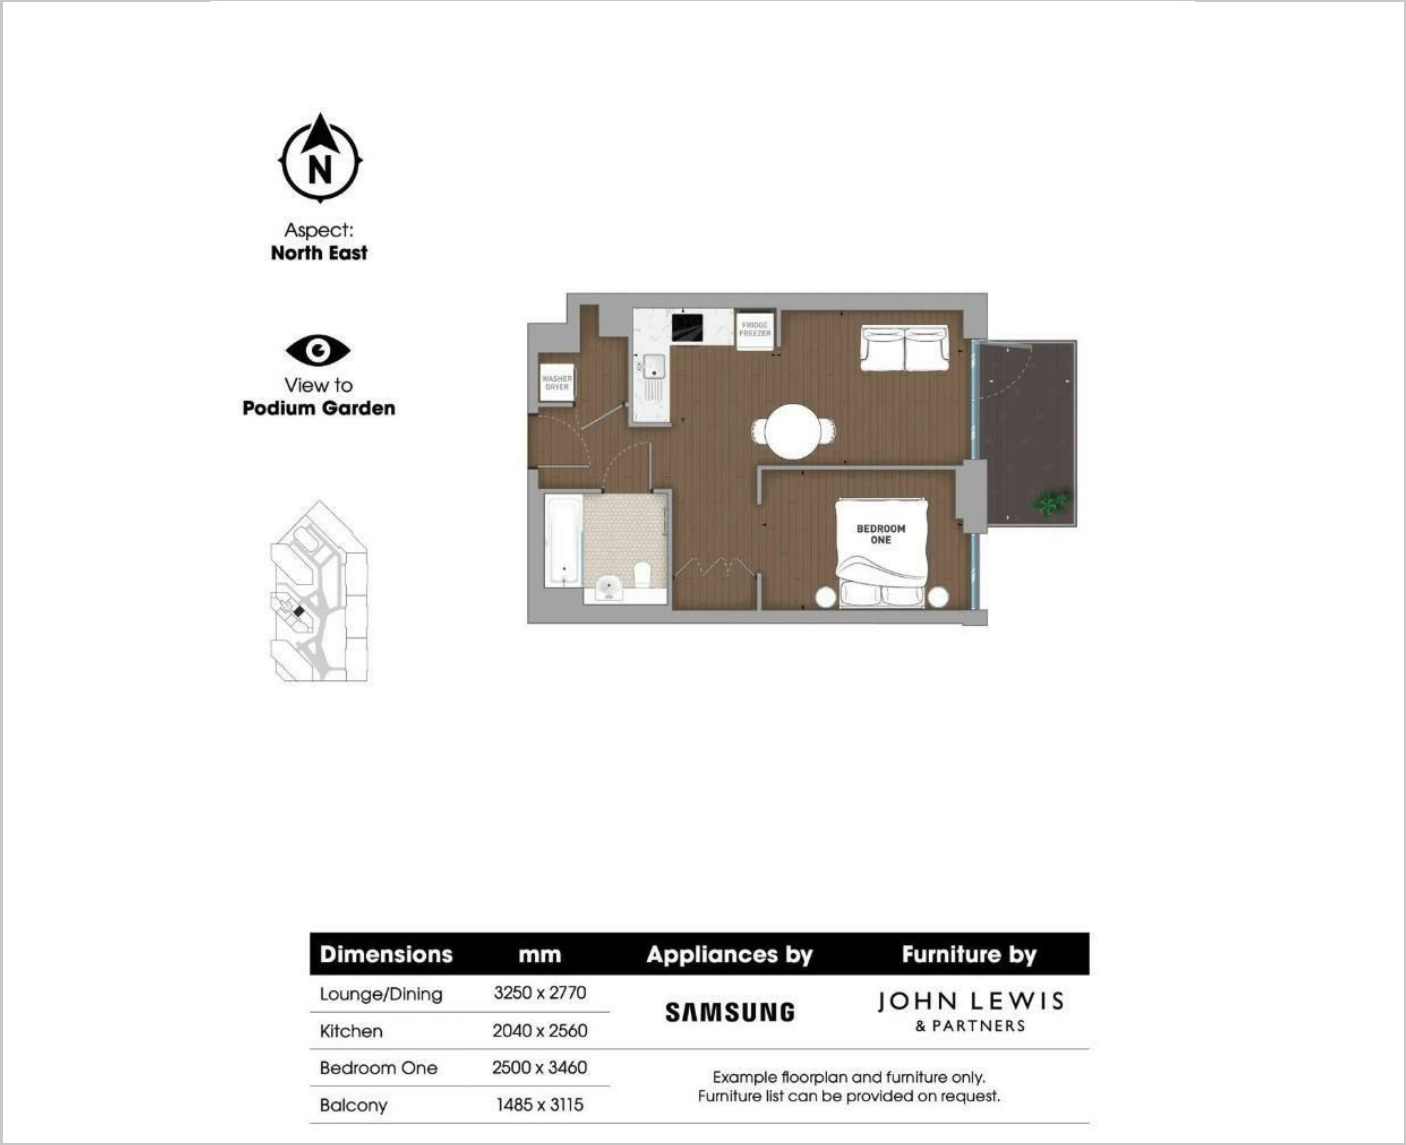 N
Aspect:
North East
View to
Podium Garden
FRIDGE
FREEZER
WASHER
DRYER
BEDROOM
ONE
Dimensions mm Appliances by Furniture by
Lounge/Dining 3250 x 2770
SAMSUNG
JOHN LEWIS
& PARTNERS
Kitchen 2040 x 2560
Bedroom One 2500 x 3460
Balcony 1485 x 3115
Example floorplan and furniture only.
Furniture list can be provided on request.